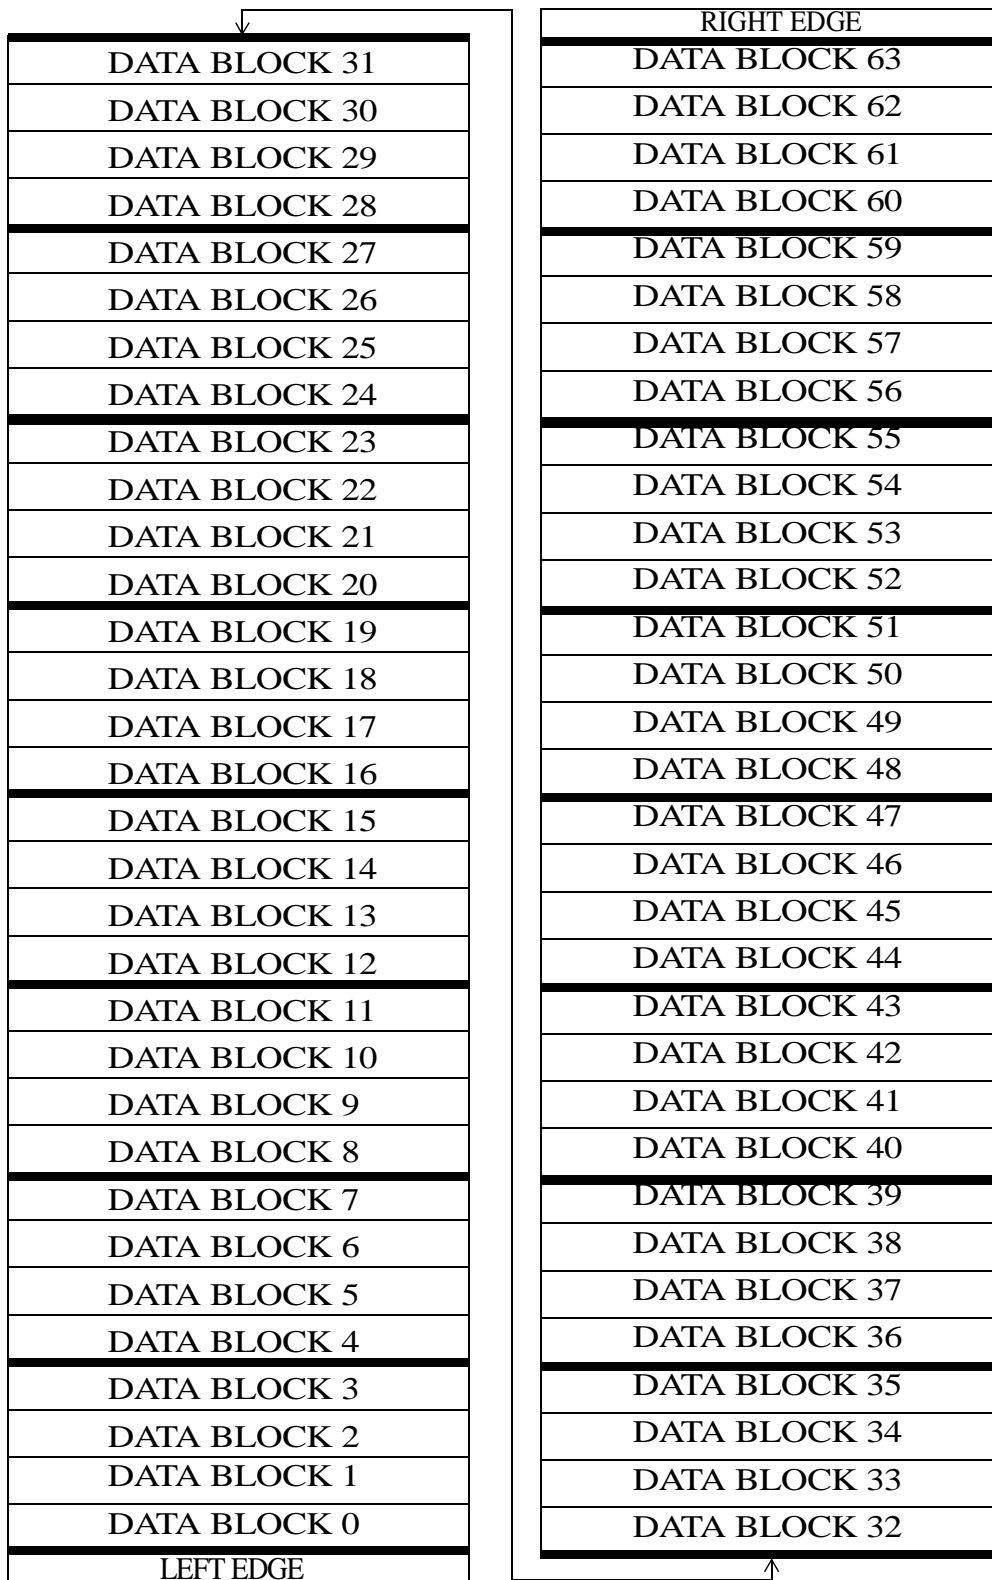 DATA BLOCK 31
DATA BLOCK 30
DATA BLOCK 29
DATA BLOCK 28
DATA BLOCK 27
DATA BLOCK 26
DATA BLOCK 25
DATA BLOCK 24
DATA BLOCK 23
DATA BLOCK 22
DATA BLOCK 21
DATA BLOCK 20
DATA BLOCK 19
DATA BLOCK 18
DATA BLOCK 17
DATA BLOCK 16
DATA BLOCK 15
DATA BLOCK 14
DATA BLOCK 13
DATA BLOCK 12
DATA BLOCK 11
DATA BLOCK 10
DATA BLOCK 9
DATA BLOCK 8
DATA BLOCK 7
DATA BLOCK 6
DATA BLOCK 5
DATA BLOCK 4
DATA BLOCK 3
DATA BLOCK 2
DATA BLOCK 1
DATA BLOCK 0
LEFT EDGE
RIGHT EDGE
DATA BLOCK 63
DATA BLOCK 62
DATA BLOCK 61
DATA BLOCK 60
DATA BLOCK 59
DATA BLOCK 58
DATA BLOCK 57
DATA BLOCK 56
DATA BLOCK 55
DATA BLOCK 54
DATA BLOCK 53
DATA BLOCK 52
DATA BLOCK 51
DATA BLOCK 50
DATA BLOCK 49
DATA BLOCK 48
DATA BLOCK 47
DATA BLOCK 46
DATA BLOCK 45
DATA BLOCK 44
DATA BLOCK 43
DATA BLOCK 42
DATA BLOCK 41
DATA BLOCK 40
DATA BLOCK 39
DATA BLOCK 38
DATA BLOCK 37
DATA BLOCK 36
DATA BLOCK 35
DATA BLOCK 34
DATA BLOCK 33
DATA BLOCK 32